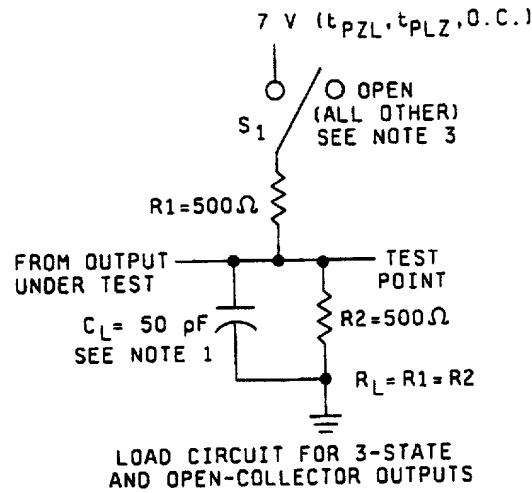 7 V (tPZL,tPLZ,O.C.)
OPEN
(ALL OTHER)
SEE NOTE 3
S1
R1=500Ω
FROM OUTPUT
UNDER TEST
TEST
POINT
CL= 50 pF
SEE NOTE 1
R2=500Ω
RL=R1=R2
LOAD CIRCUIT FOR 3-STATE
AND OPEN-COLLECTOR OUTPUTS